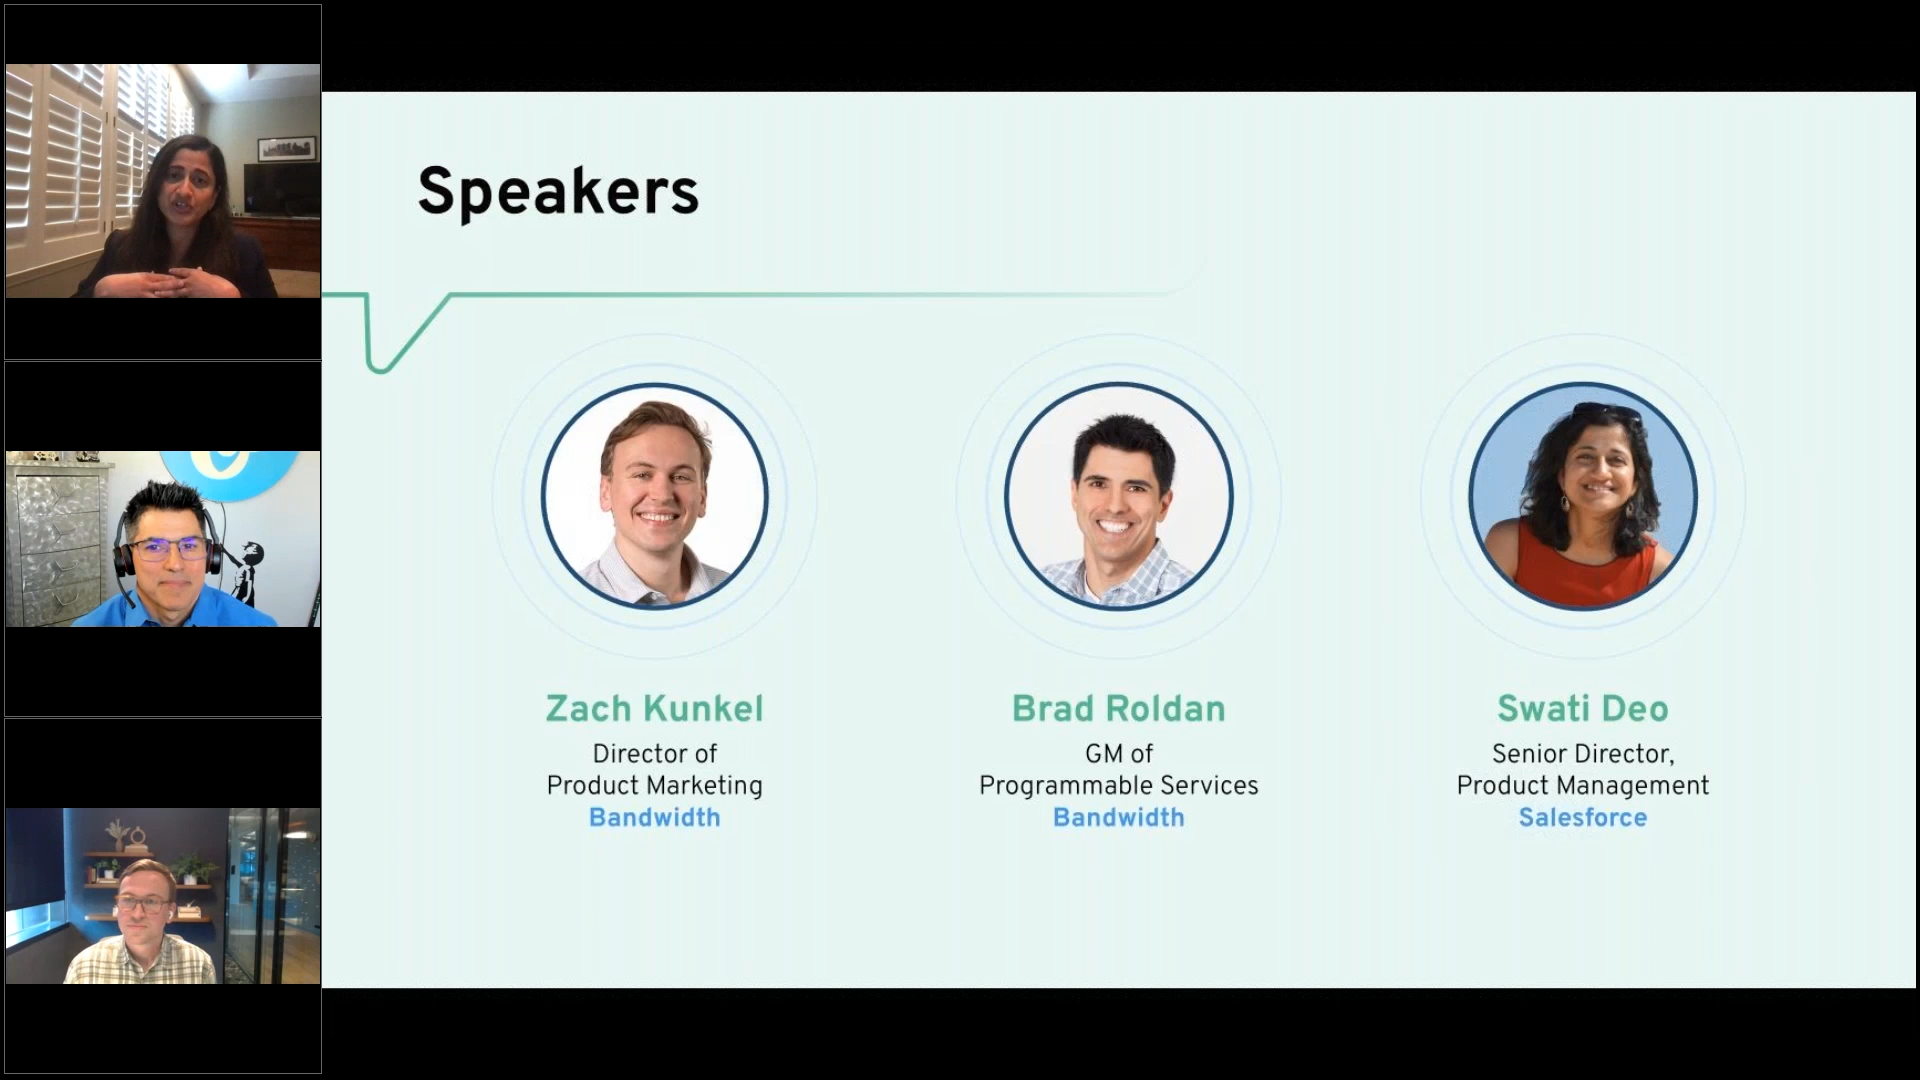 Speakers
Zach Kunkel
Director of
Product Marketing
Bandwidth
Brad Roldan
GM of
Programmable Services
Bandwidth
Swati Deo
Senior Director,
Product Management
Salesforce